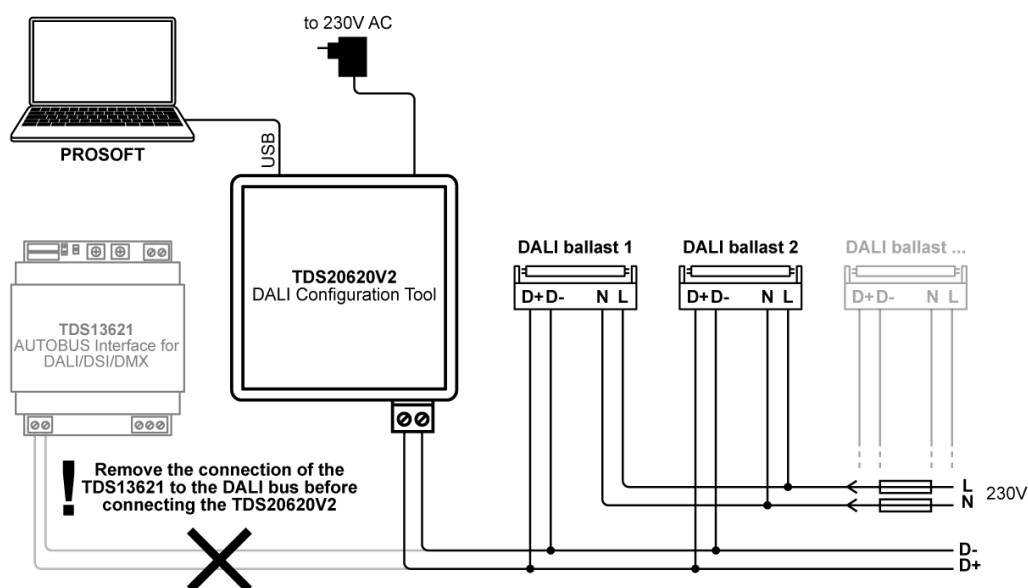 to 230V AC
USB
PROSOFT
TDS20620V2
DALI Configuration Tool
TDS13621
AUTOBUS Interface for
DALI/DSI/DMX
DALI ballast 1
D+ D- N L
DALI ballast 2
D+ D- N L
DALI ballast ...
D+ D- N L
! Remove the connection of the
TDS13621 to the DALI bus before
connecting the TDS20620V2
L
N
230V
D-
D+